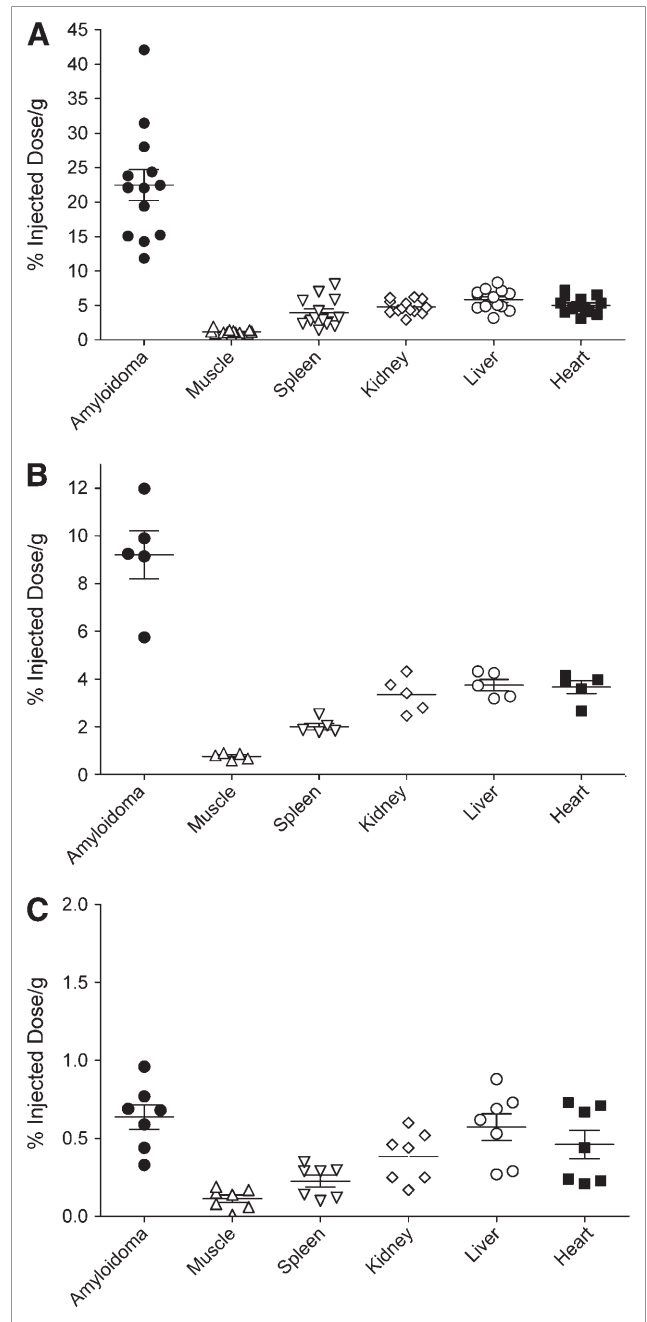 A
% Injected Dose/g
45
40
35
30
25
20
15
10
5
0
Amyloidoma
Muscle
Spleen
Kidney
Liver
Heart
B
% Injected Dose/g
12
10
8
6
4
2
0
Amyloidoma
Muscle
Spleen
Kidney
Liver
Heart
C
% Injected Dose/g
2.0
1.5
1.0
0.5
0.0
Amyloidoma
Muscle
Spleen
Kidney
Liver
Heart